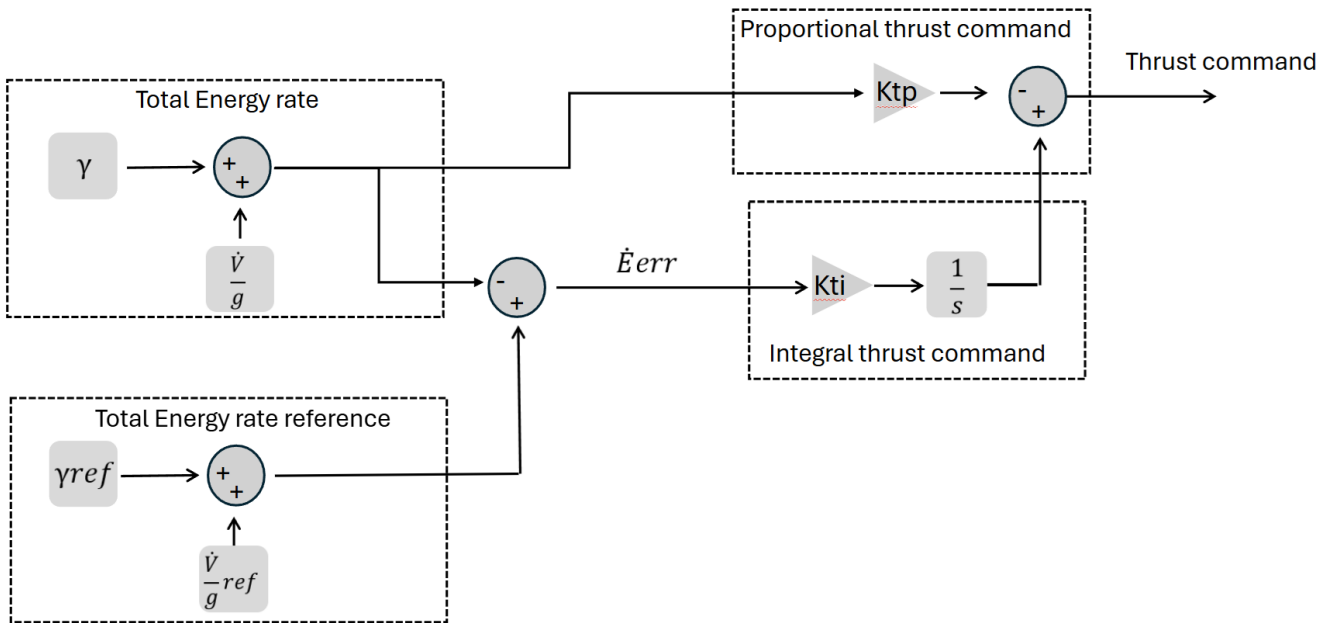 Proportional thrust command
Thrust command
Ktp
-
+
Total Energy rate
γ
+
+
V̇
g
Ėerr
-
+
Kti
1
s
Integral thrust command
Total Energy rate reference
γref
+
+
V̇
g
ref